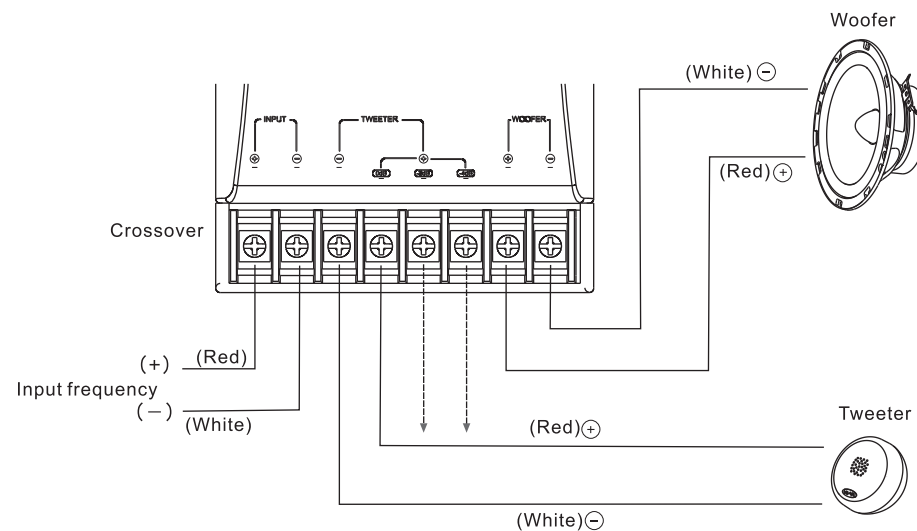 Woofer
(White) ⊖
INPUT
TWEETER
WOOFER
⊕ ⊖ ⊖ ⊕ ⊕ ⊖
(Red) ⊕
Crossover
(+) (Red)
Input frequency
(−) (White)
(Red) ⊕
Tweeter
(White) ⊖